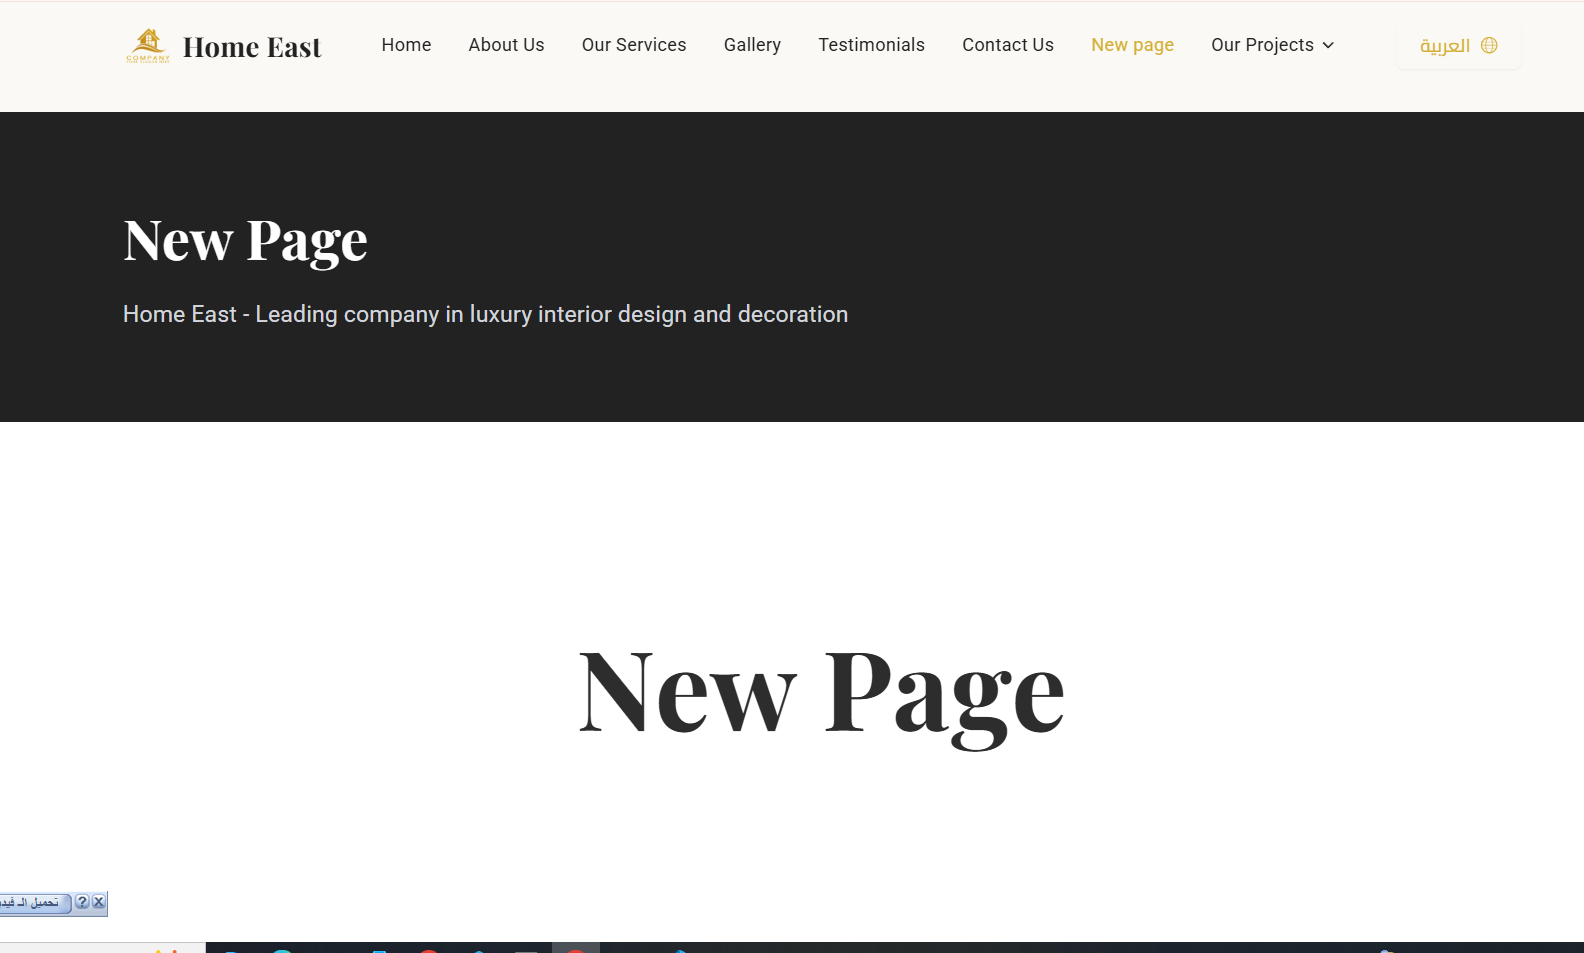 Home East
COMPANY
Home
About Us
Our Services
Gallery
Testimonials
Contact Us
New page
Our Projects
العربية
New Page
Home East - Leading company in luxury interior design and decoration
New Page
تحميل الـ
? X